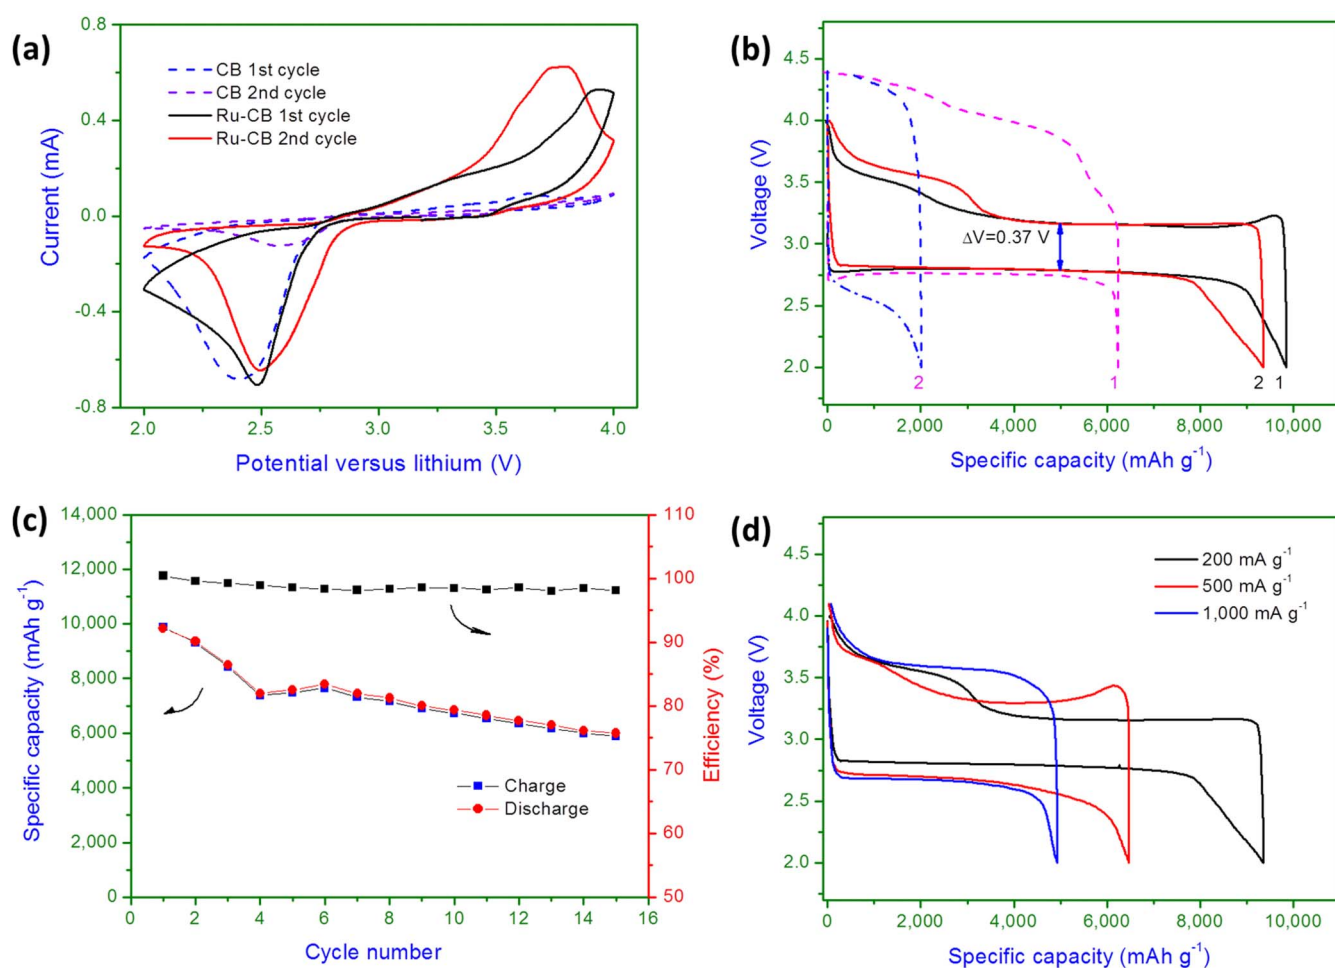 (a)
0.8
0.4
0.0
-0.4
-0.8
Current (mA)
CB 1st cycle
CB 2nd cycle
Ru-CB 1st cycle
Ru-CB 2nd cycle
2.0 2.5 3.0 3.5 4.0
Potential versus lithium (V)
(b)
4.5
4.0
3.5
3.0
2.5
2.0
Voltage (V)
ΔV=0.37 V
2 1 2 1
0 2,000 4,000 6,000 8,000 10,000
Specific capacity (mAh g⁻¹)
(c)
14,000
12,000
10,000
8,000
6,000
4,000
2,000
0
Specific capacity (mAh g⁻¹)
110
100
90
80
70
60
50
Efficiency (%)
Charge
Discharge
0 2 4 6 8 10 12 14 16
Cycle number
(d)
4.5
4.0
3.5
3.0
2.5
2.0
Voltage (V)
200 mA g⁻¹
500 mA g⁻¹
1,000 mA g⁻¹
0 2,000 4,000 6,000 8,000 10,000
Specific capacity (mAh g⁻¹)